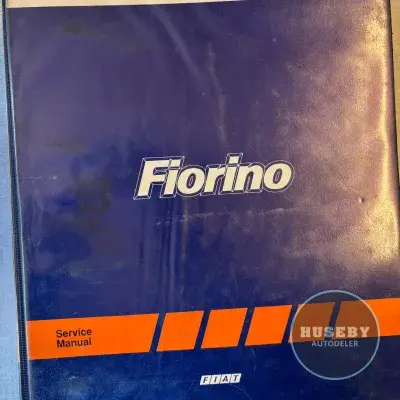 Fiorino
Service
Manual
HUSEBY
AUTODELER
FIAT